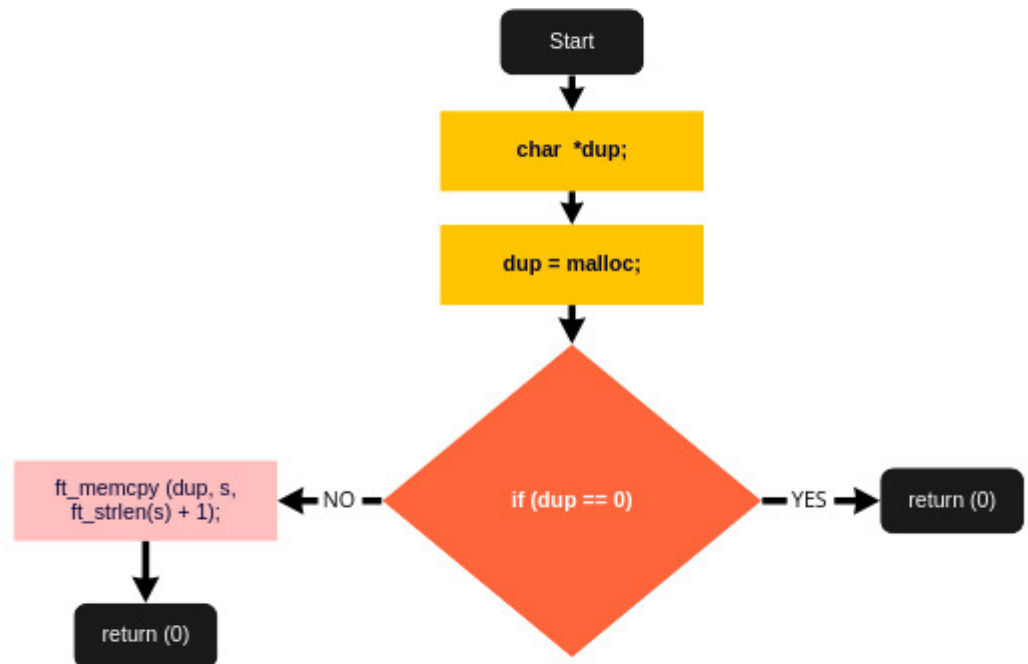 Start
char *dup;
dup = malloc;
if (dup == 0)
NO
YES
ft_memcpy (dup, s,
ft_strlen(s) + 1);
return (0)
return (0)